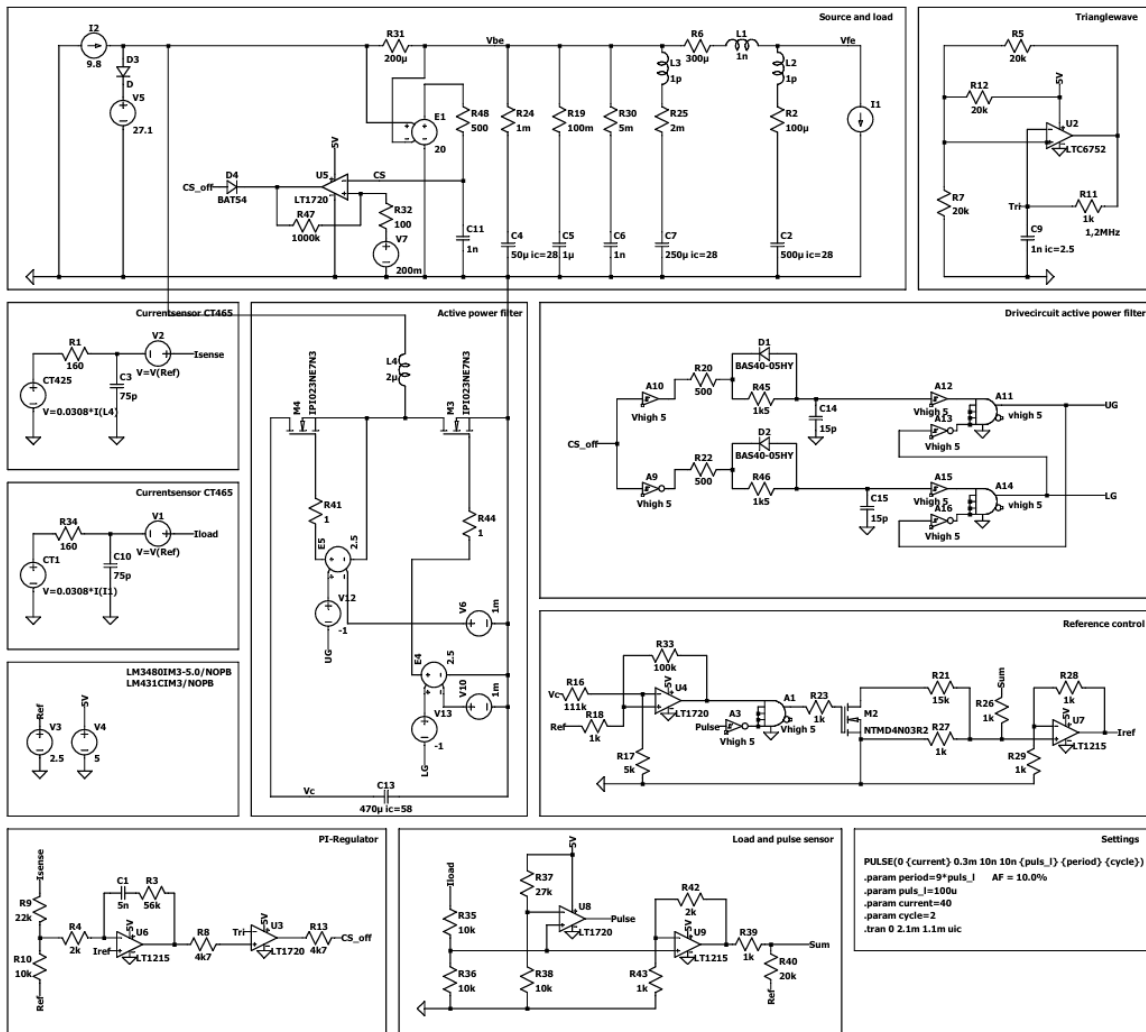 Source and load
I2
9.8
D3
D
V5
27.1
R31
200µ
Vbe
E1
20
R48
500
R24
1m
R19
100m
R30
5m
L3
1p
R25
2m
R6
300µ
L1
1n
Vfe
L2
1p
R2
100µ
I1
5V
CS_off
D4
BAT54
U5
LT1720
R47
1000k
CS
R32
100
V7
200m
C11
1n
C4
50µ ic=28
C5
1µ
C6
1n
C7
250µ ic=28
C2
500µ ic=28
Trianglewave
R5
20k
R12
20k
5V
U2
LTC6752
R7
20k
Tri
R11
1k
1,2MHz
C9
1n ic=2.5
Currentsensor CT465
R1
160
V2
V=V(Ref)
Isense
CT425
V=0.0308*I(L4)
C3
75p
Currentsensor CT465
R34
160
V1
V=V(Ref)
Iload
CT1
V=0.0308*I(I1)
C10
75p
LM3480IM3-5.0/NOPB
LM431CIM3/NOPB
Ref
V3
2.5
5V
V4
5
Active power filter
L4
2µ
M4
IPI023NE7N3
M3
IPI023NE7N3
R41
1
R44
1
E5
2.5
V12
-1
UG
V6
1m
E4
2.5
V10
1m
V13
-1
LG
Vc
C13
470µ ic=58
Drivecircuit active power filter
CS_off
A10
Vhigh 5
R20
500
D1
BAS40-05HY
R45
1k5
C14
15p
A12
Vhigh 5
A13
Vhigh 5
A11
vhigh 5
UG
A9
Vhigh 5
R22
500
D2
BAS40-05HY
R46
1k5
C15
15p
A15
Vhigh 5
A16
Vhigh 5
A14
vhigh 5
LG
Reference control
Vc
R16
111k
Ref
R18
1k
R33
100k
5V
U4
LT1720
R17
5k
Pulse
A3
Vhigh 5
A1
R23
1k
M2
NTMD4N03R2
R21
15k
R27
1k
Sum
R26
1k
R28
1k
5V
U7
LT1215
Iref
R29
1k
PI-Regulator
Isense
R9
22k
R10
10k
Ref
R4
2k
C1
5n
R3
56k
Iref
5V
U6
LT1215
R8
4k7
Tri
5V
U3
LT1720
R13
4k7
CS_off
Load and pulse sensor
Iload
R35
10k
R36
10k
R37
27k
R38
10k
5V
U8
LT1720
Pulse
R42
2k
5V
U9
LT1215
R43
1k
R39
1k
Sum
R40
20k
Ref
Settings
PULSE(0 {current} 0.3m 10n 10n {puls_l} {period} {cycle})
.param period=9*puls_l AF = 10.0%
.param puls_l=100u
.param current=40
.param cycle=2
.tran 0 2.1m 1.1m uic